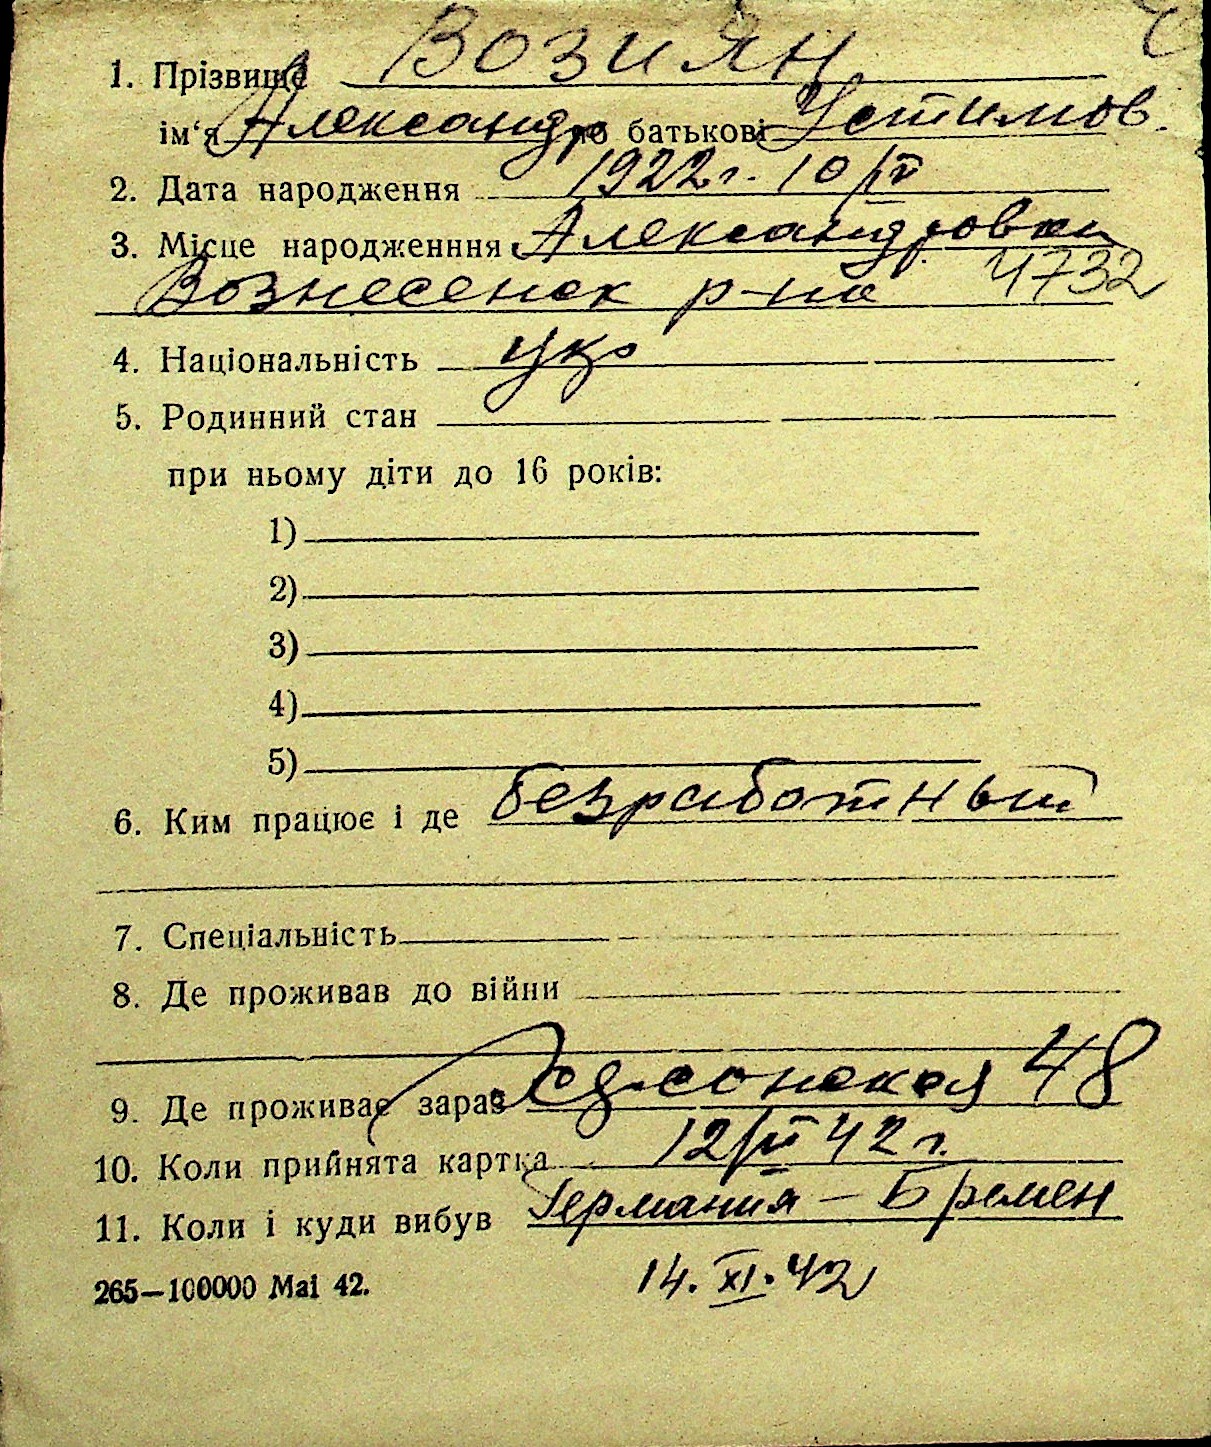 1. Прізвище Возиян
ім‘я Александр по батькові Устимов.
2. Дата народження 1922 г. 10/IV
3. Місце народженння Александровка
Вознесенск р-на 4732
4. Національність укр
5. Родинний стан
при ньому діти до 16 років:
1)
2)
3)
4)
5)
6. Ким працює і де безработный
7. Спеціальність
8. Де проживав до війни
9. Де проживає зараз Херсонская 48
10. Коли прийнята картка 42 г.
11. Коли і куди вибув Германия — Бремен
265—100000 Mai 42. 14. XI. 42